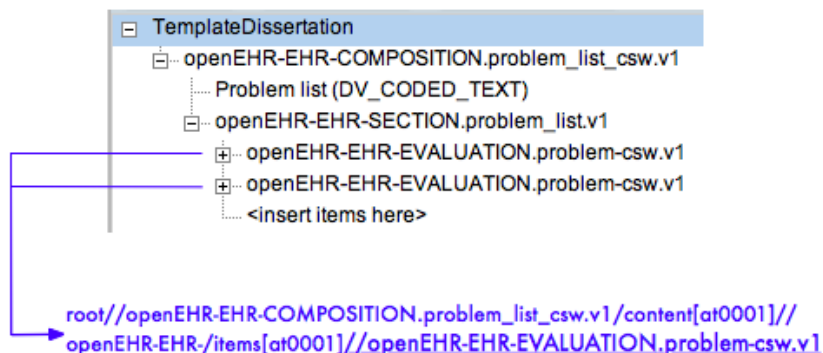 TemplateDissertation
openEHR-EHR-COMPOSITION.problem_list_csw.v1
Problem list (DV_CODED_TEXT)
openEHR-EHR-SECTION.problem_list.v1
openEHR-EHR-EVALUATION.problem-csw.v1
openEHR-EHR-EVALUATION.problem-csw.v1
<insert items here>
root//openEHR-EHR-COMPOSITION.problem_list_csw.v1/content[at0001]//
openEHR-EHR-/items[at0001]//openEHR-EHR-EVALUATION.problem-csw.v1